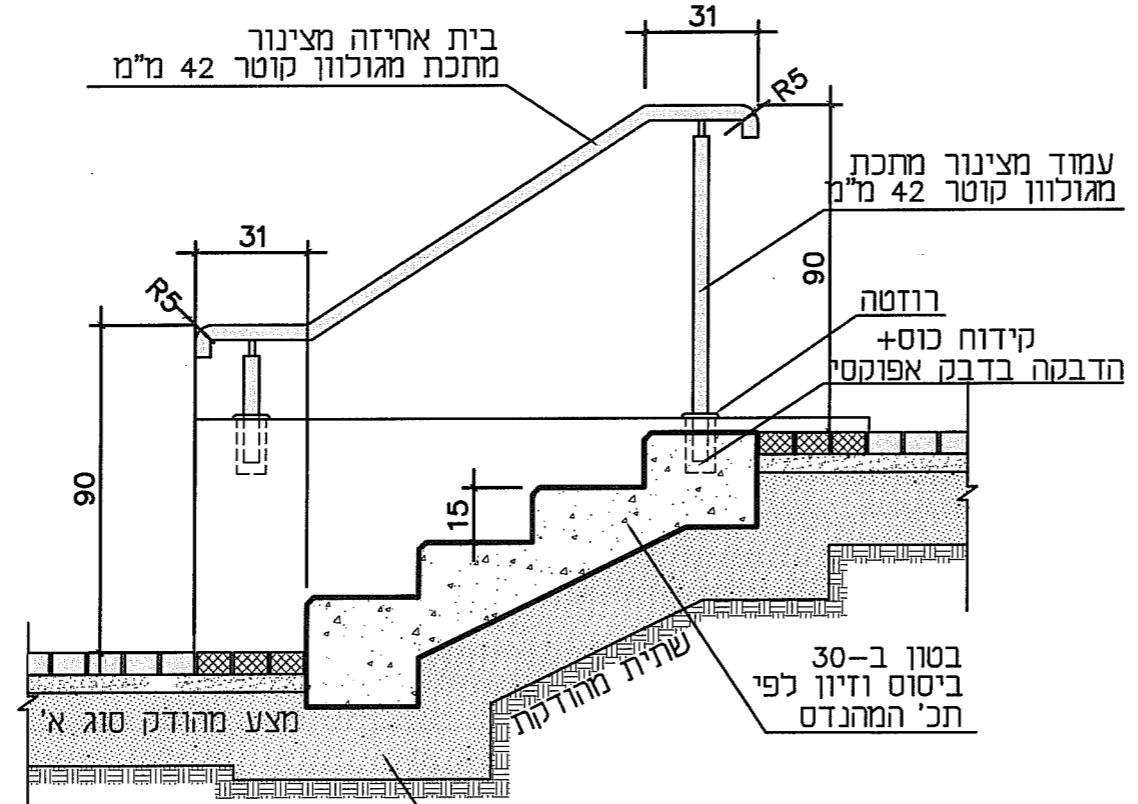 31
בית אחיזה מצינור
מתכת מגולוון קוטר 42 מ"מ
R5
עמוד מצינור מתכת
מגולוון קוטר 42 מ"מ
31
90
R5
רוזטה
קידוח כוס+
הדבקה בדבק אפוקסי
90
15
שתית מהודקת
בטון ב-30
ביסוס וזיון לפי
תכ' המהנדס
מצע מהודק סוג א'